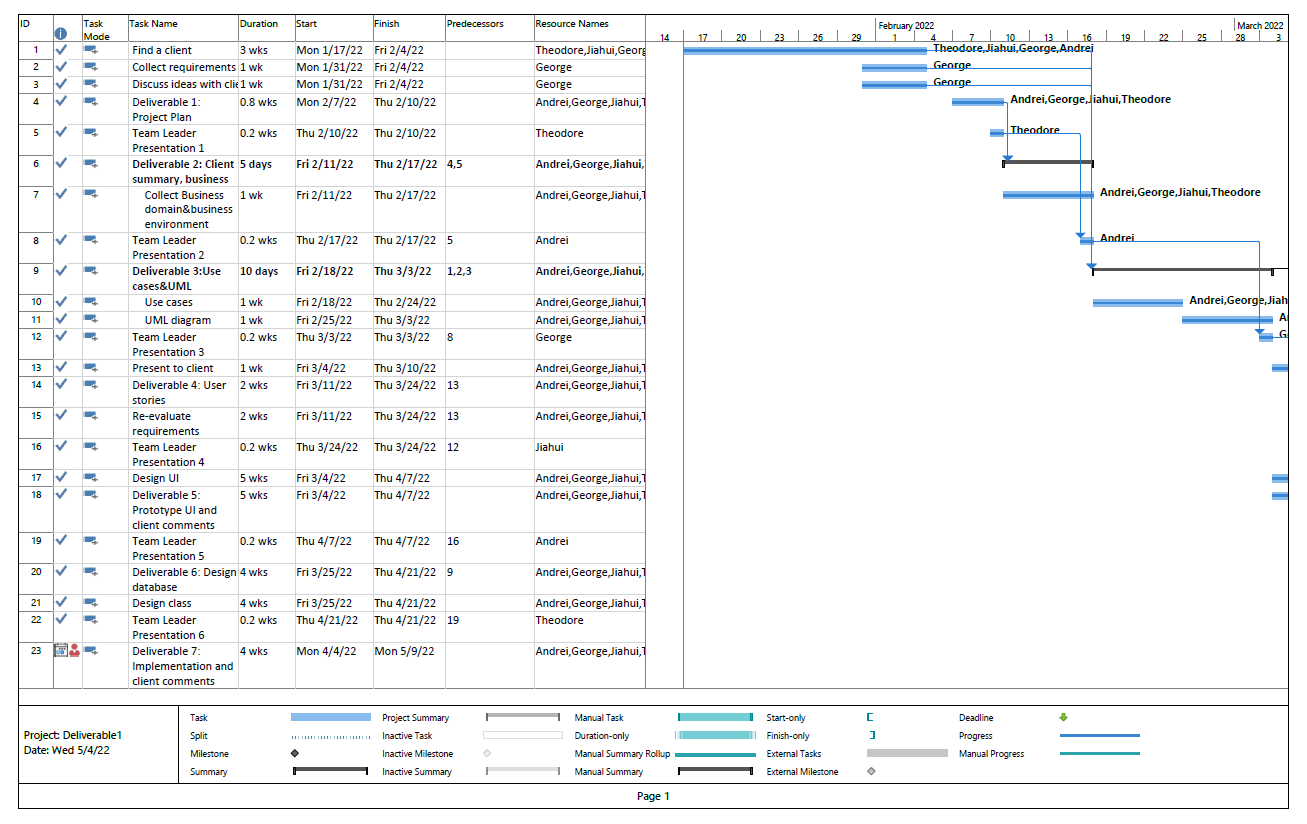 ID Task Mode Task Name Duration Start Finish Predecessors Resource Names
February 2022 March 2022
14 17 20 23 26 29 1 4 7 10 13 16 19 22 25 28 3
1 Find a client 3 wks Mon 1/17/22 Fri 2/4/22 Theodore,Jiahui,Georg Theodore,Jiahui,George,Andrei
2 Collect requirements 1 wk Mon 1/31/22 Fri 2/4/22 George George
3 Discuss ideas with clie 1 wk Mon 1/31/22 Fri 2/4/22 George George
4 Deliverable 1: 0.8 wks Mon 2/7/22 Thu 2/10/22 Andrei,George,Jiahui,T Andrei,George,Jiahui,Theodore
Project Plan
5 Team Leader 0.2 wks Thu 2/10/22 Thu 2/10/22 Theodore Theodore
Presentation 1
6 Deliverable 2: Client 5 days Fri 2/11/22 Thu 2/17/22 4,5 Andrei,George,Jiahui,
summary, business
7 Collect Business 1 wk Fri 2/11/22 Thu 2/17/22 Andrei,George,Jiahui,T Andrei,George,Jiahui,Theodore
domain&business
environment
8 Team Leader 0.2 wks Thu 2/17/22 Thu 2/17/22 5 Andrei Andrei
Presentation 2
9 Deliverable 3:Use 10 days Fri 2/18/22 Thu 3/3/22 1,2,3 Andrei,George,Jiahui,
cases&UML
10 Use cases 1 wk Fri 2/18/22 Thu 2/24/22 Andrei,George,Jiahui,T Andrei,George,Jiah
11 UML diagram 1 wk Fri 2/25/22 Thu 3/3/22 Andrei,George,Jiahui,T A
12 Team Leader 0.2 wks Thu 3/3/22 Thu 3/3/22 8 George G
Presentation 3
13 Present to client 1 wk Fri 3/4/22 Thu 3/10/22 Andrei,George,Jiahui,T
14 Deliverable 4: User 2 wks Fri 3/11/22 Thu 3/24/22 13 Andrei,George,Jiahui,T
stories
15 Re-evaluate 2 wks Fri 3/11/22 Thu 3/24/22 13 Andrei,George,Jiahui,T
requirements
16 Team Leader 0.2 wks Thu 3/24/22 Thu 3/24/22 12 Jiahui
Presentation 4
17 Design UI 5 wks Fri 3/4/22 Thu 4/7/22 Andrei,George,Jiahui,T
18 Deliverable 5: 5 wks Fri 3/4/22 Thu 4/7/22 Andrei,George,Jiahui,T
Prototype UI and
client comments
19 Team Leader 0.2 wks Thu 4/7/22 Thu 4/7/22 16 Andrei
Presentation 5
20 Deliverable 6: Design 4 wks Fri 3/25/22 Thu 4/21/22 9 Andrei,George,Jiahui,T
database
21 Design class 4 wks Fri 3/25/22 Thu 4/21/22 Andrei,George,Jiahui,T
22 Team Leader 0.2 wks Thu 4/21/22 Thu 4/21/22 19 Theodore
Presentation 6
23 Deliverable 7: 4 wks Mon 4/4/22 Mon 5/9/22 Andrei,George,Jiahui,T
Implementation and
client comments
Project: Deliverable1
Date: Wed 5/4/22
Task Project Summary Manual Task Start-only Deadline
Split Inactive Task Duration-only Finish-only Progress
Milestone Inactive Milestone Manual Summary Rollup External Tasks Manual Progress
Summary Inactive Summary Manual Summary External Milestone
Page 1